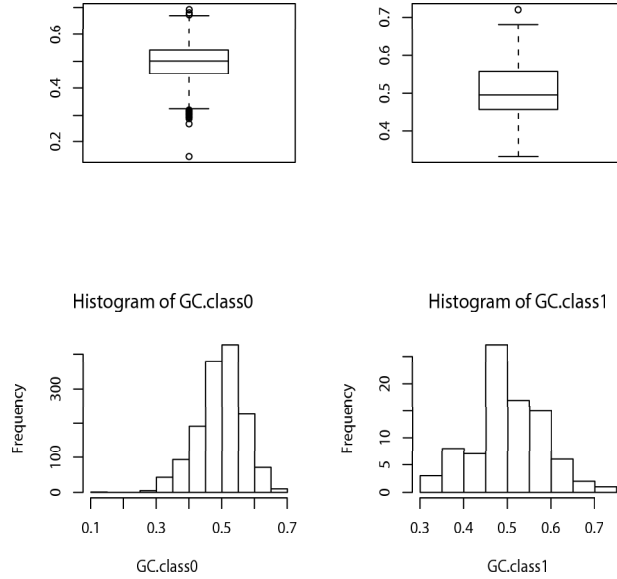 0.2 0.4 0.6
0.4 0.5 0.6 0.7
Histogram of GC.class0
Frequency
0 100 300
0.1 0.3 0.5 0.7
GC.class0
Histogram of GC.class1
Frequency
0 5 10 20
0.3 0.4 0.5 0.6 0.7
GC.class1